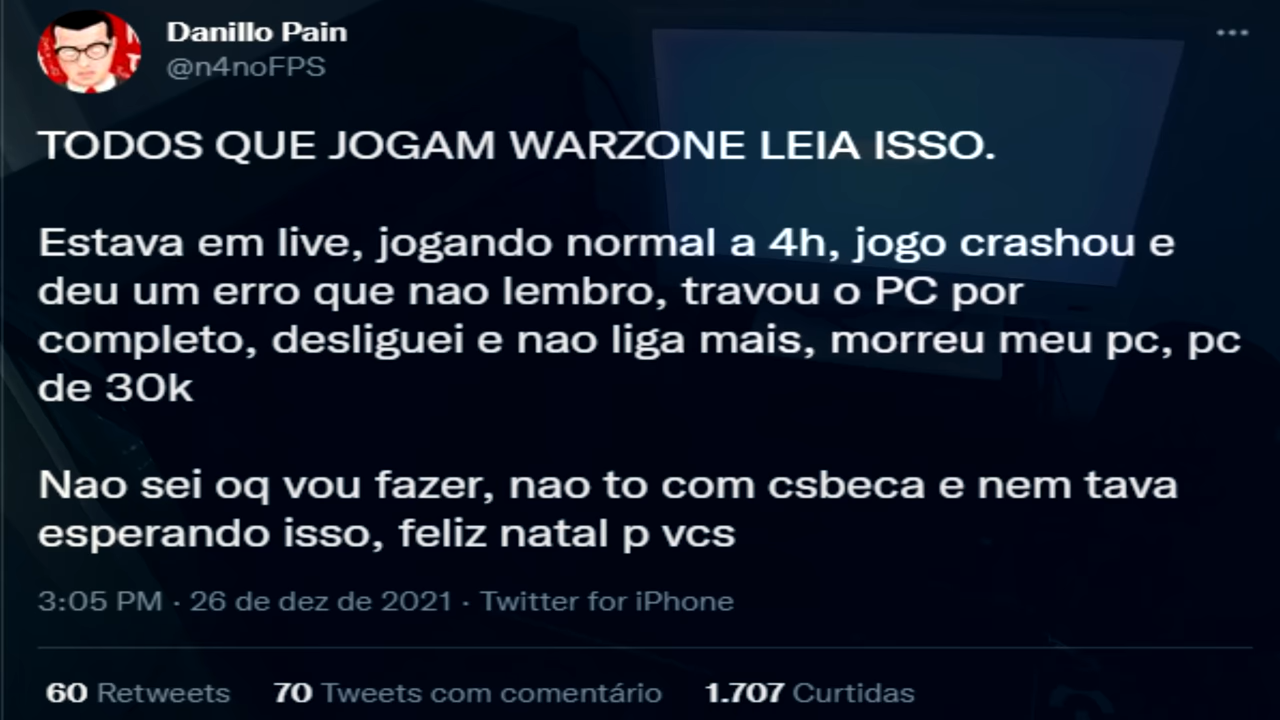 Danillo Pain
@n4noFPS
TODOS QUE JOGAM WARZONE LEIA ISSO.
Estava em live, jogando normal a 4h, jogo crashou e
deu um erro que nao lembro, travou o PC por
completo, desliguei e nao liga mais, morreu meu pc, pc
de 30k
Nao sei oq vou fazer, nao to com csbeca e nem tava
esperando isso, feliz natal p vcs
3:05 PM · 26 de dez de 2021 · Twitter for iPhone
60 Retweets 70 Tweets com comentário 1.707 Curtidas